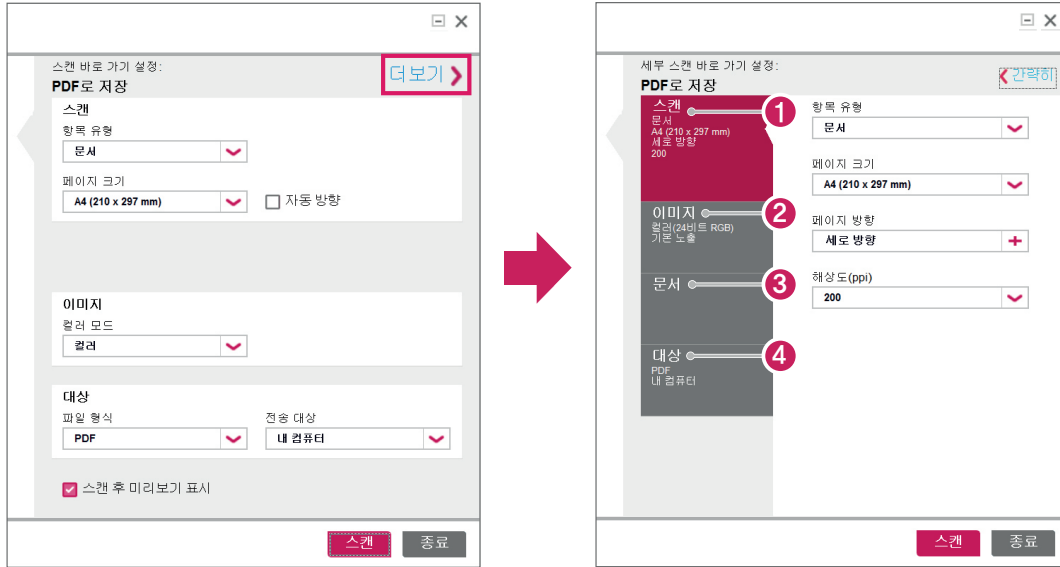 스캔 바로 가기 설정:
PDF로 저장
더보기
스캔
항목 유형
문서
페이지 크기
A4 (210 x 297 mm)
자동 방향
이미지
컬러 모드
컬러
대상
파일 형식
전송 대상
PDF
내 컴퓨터
스캔 후 미리보기 표시
스캔
종료
세부 스캔 바로 가기 설정:
PDF로 저장
간략히
스캔
문서
A4 (210 x 297 mm)
세로 방향
200
1
이미지
컬러(24비트 RGB)
기본 노출
2
문서
3
대상
PDF
내 컴퓨터
4
항목 유형
문서
페이지 크기
A4 (210 x 297 mm)
페이지 방향
세로 방향
해상도(ppi)
200
스캔
종료